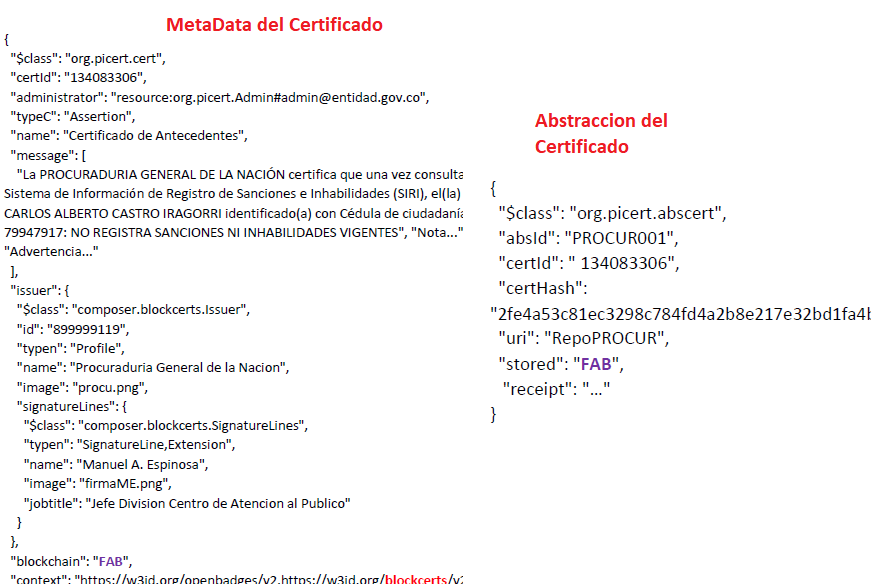 MetaData del Certificado
{
"$class": "org.picert.cert",
"certId": "134083306",
"administrator": "resource:org.picert.Admin#admin@entidad.gov.co",
"typeC": "Assertion",
"name": "Certificado de Antecedentes",
"message": [
"La PROCURADURIA GENERAL DE LA NACIÓN certifica que una vez consulta
Sistema de Información de Registro de Sanciones e Inhabilidades (SIRI), el(la)
CARLOS ALBERTO CASTRO IRAGORRI identificado(a) con Cédula de ciudadanía
79947917: NO REGISTRA SANCIONES NI INHABILIDADES VIGENTES", "Nota..."
"Advertencia..."
],
"issuer": {
"$class": "composer.blockcerts.Issuer",
"id": "899999119",
"typen": "Profile",
"name": "Procuraduria General de la Nacion",
"image": "procu.png",
"signatureLines": {
"$class": "composer.blockcerts.SignatureLines",
"typen": "SignatureLine,Extension",
"name": "Manuel A. Espinosa",
"image": "firmaME.png",
"jobtitle": "Jefe Division Centro de Atencion al Publico"
}
},
"blockchain": "FAB",
"context": "https://w3id.org/openbadges/v2,https://w3id.org/blockcerts/v2
Abstraccion del
Certificado
{
"$class": "org.picert.abscert",
"absId": "PROCUR001",
"certId": " 134083306",
"certHash":
"2fe4a53c81ec3298c784fd4a2b8e217e32bd1fa4b
"uri": "RepoPROCUR",
"stored": "FAB",
"receipt": "..."
}